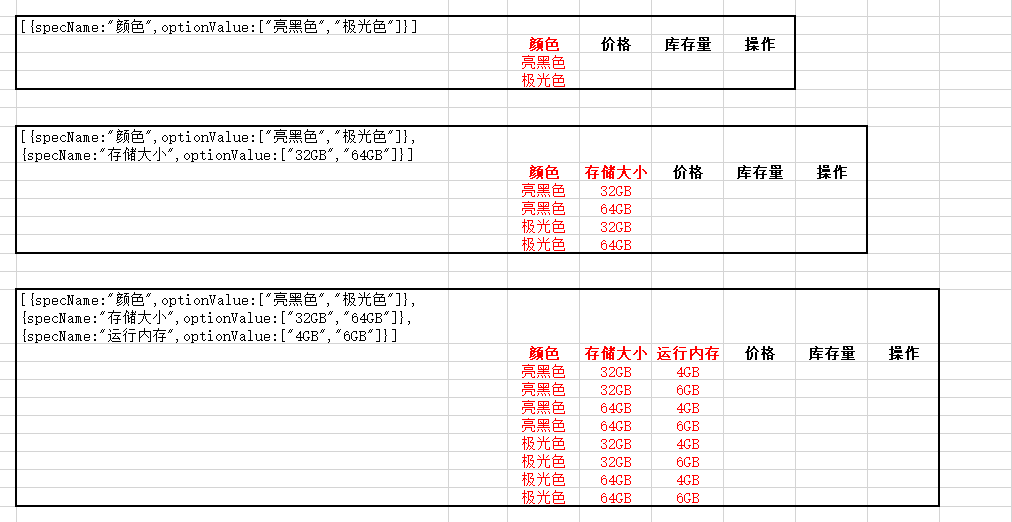 [{specName:"颜色",optionValue:["亮黑色","极光色"]}]
颜色 价格 库存量 操作
亮黑色
极光色
[{specName:"颜色",optionValue:["亮黑色","极光色"]},
{specName:"存储大小",optionValue:["32GB","64GB"]}]
颜色 存储大小 价格 库存量 操作
亮黑色 32GB
亮黑色 64GB
极光色 32GB
极光色 64GB
[{specName:"颜色",optionValue:["亮黑色","极光色"]},
{specName:"存储大小",optionValue:["32GB","64GB"]},
{specName:"运行内存",optionValue:["4GB","6GB"]}]
颜色 存储大小 运行内存 价格 库存量 操作
亮黑色 32GB 4GB
亮黑色 32GB 6GB
亮黑色 64GB 4GB
亮黑色 64GB 6GB
极光色 32GB 4GB
极光色 32GB 6GB
极光色 64GB 4GB
极光色 64GB 6GB